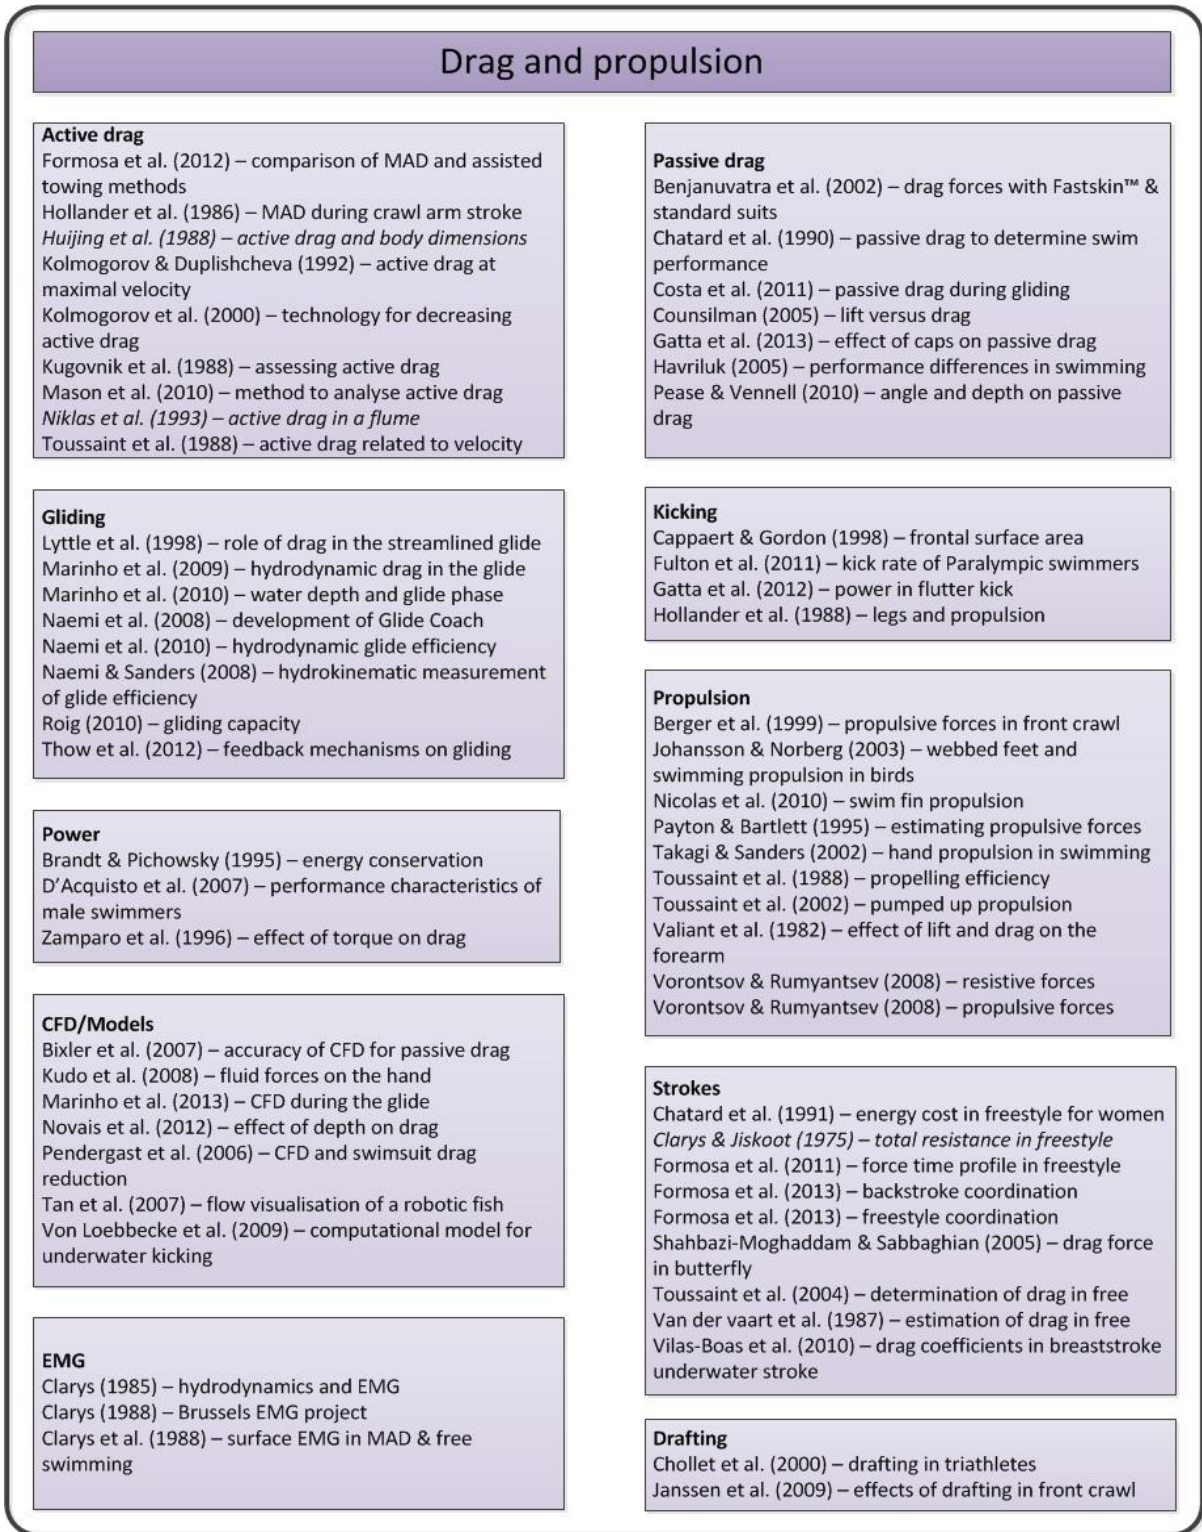 Drag and propulsion
Active drag
Formosa et al. (2012) – comparison of MAD and assisted
towing methods
Hollander et al. (1986) – MAD during crawl arm stroke
Huijing et al. (1988) – active drag and body dimensions
Kolmogorov & Duplishcheva (1992) – active drag at
maximal velocity
Kolmogorov et al. (2000) – technology for decreasing
active drag
Kugovnik et al. (1988) – assessing active drag
Mason et al. (2010) – method to analyse active drag
Niklas et al. (1993) – active drag in a flume
Toussaint et al. (1988) – active drag related to velocity
Gliding
Lyttle et al. (1998) – role of drag in the streamlined glide
Marinho et al. (2009) – hydrodynamic drag in the glide
Marinho et al. (2010) – water depth and glide phase
Naemi et al. (2008) – development of Glide Coach
Naemi et al. (2010) – hydrodynamic glide efficiency
Naemi & Sanders (2008) – hydrokinematic measurement
of glide efficiency
Roig (2010) – gliding capacity
Thow et al. (2012) – feedback mechanisms on gliding
Power
Brandt & Pichowsky (1995) – energy conservation
D’Acquisto et al. (2007) – performance characteristics of
male swimmers
Zamparo et al. (1996) – effect of torque on drag
CFD/Models
Bixler et al. (2007) – accuracy of CFD for passive drag
Kudo et al. (2008) – fluid forces on the hand
Marinho et al. (2013) – CFD during the glide
Novais et al. (2012) – effect of depth on drag
Pendergast et al. (2006) – CFD and swimsuit drag
reduction
Tan et al. (2007) – flow visualisation of a robotic fish
Von Loebbecke et al. (2009) – computational model for
underwater kicking
EMG
Clarys (1985) – hydrodynamics and EMG
Clarys (1988) – Brussels EMG project
Clarys et al. (1988) – surface EMG in MAD & free
swimming
Passive drag
Benjanuvatra et al. (2002) – drag forces with Fastskin™ &
standard suits
Chatard et al. (1990) – passive drag to determine swim
performance
Costa et al. (2011) – passive drag during gliding
Counsilman (2005) – lift versus drag
Gatta et al. (2013) – effect of caps on passive drag
Havriluk (2005) – performance differences in swimming
Pease & Vennell (2010) – angle and depth on passive
drag
Kicking
Cappaert & Gordon (1998) – frontal surface area
Fulton et al. (2011) – kick rate of Paralympic swimmers
Gatta et al. (2012) – power in flutter kick
Hollander et al. (1988) – legs and propulsion
Propulsion
Berger et al. (1999) – propulsive forces in front crawl
Johansson & Norberg (2003) – webbed feet and
swimming propulsion in birds
Nicolas et al. (2010) – swim fin propulsion
Payton & Bartlett (1995) – estimating propulsive forces
Takagi & Sanders (2002) – hand propulsion in swimming
Toussaint et al. (1988) – propelling efficiency
Toussaint et al. (2002) – pumped up propulsion
Valiant et al. (1982) – effect of lift and drag on the
forearm
Vorontsov & Rumyantsev (2008) – resistive forces
Vorontsov & Rumyantsev (2008) – propulsive forces
Strokes
Chatard et al. (1991) – energy cost in freestyle for women
Clarys & Jiskoot (1975) – total resistance in freestyle
Formosa et al. (2011) – force time profile in freestyle
Formosa et al. (2013) – backstroke coordination
Formosa et al. (2013) – freestyle coordination
Shahbazi-Moghaddam & Sabbaghian (2005) – drag force
in butterfly
Toussaint et al. (2004) – determination of drag in free
Van der vaart et al. (1987) – estimation of drag in free
Vilas-Boas et al. (2010) – drag coefficients in breaststroke
underwater stroke
Drafting
Chollet et al. (2000) – drafting in triathletes
Janssen et al. (2009) – effects of drafting in front crawl